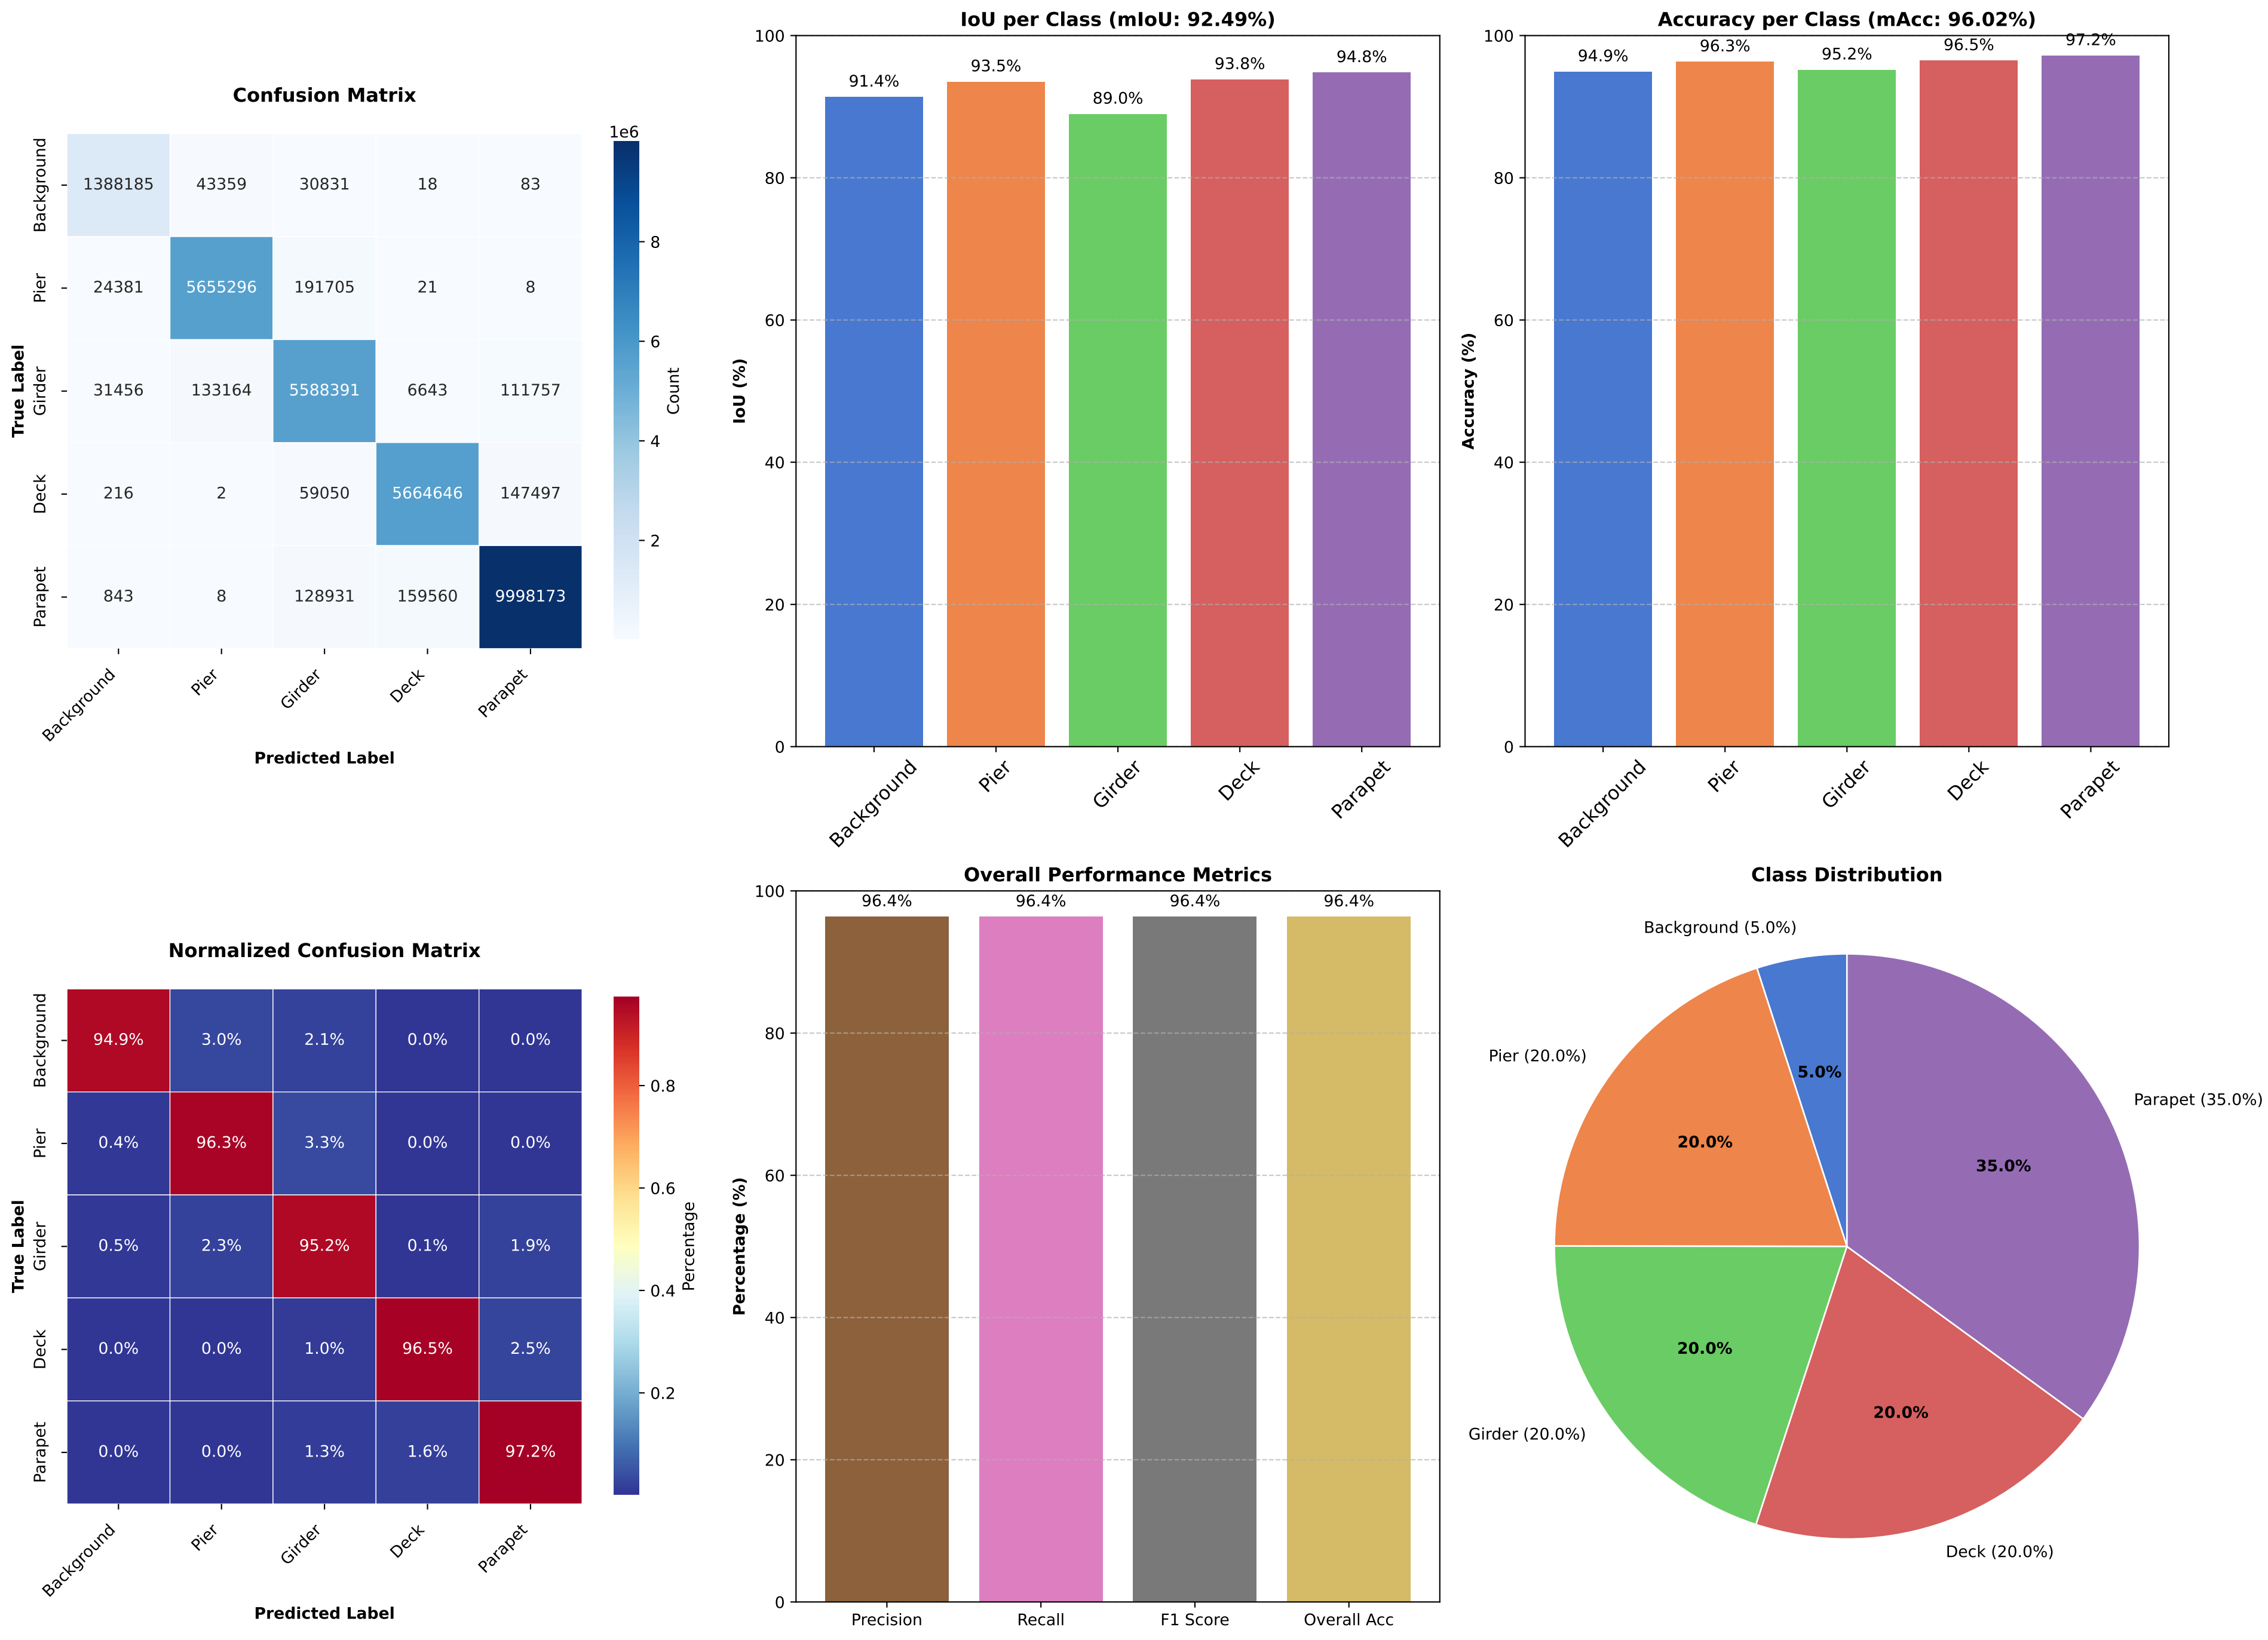 Confusion Matrix
1e6
Background 1388185 43359 30831 18 83
Pier 24381 5655296 191705 21 8
Girder 31456 133164 5588391 6643 111757
Deck 216 2 59050 5664646 147497
Parapet 843 8 128931 159560 9998173
True Label
Background Pier Girder Deck Parapet
Predicted Label
8
6
4
2
Count
IoU per Class (mIoU: 92.49%)
100
80
60
40
20
0
IoU (%)
91.4% 93.5% 89.0% 93.8% 94.8%
Background Pier Girder Deck Parapet
Accuracy per Class (mAcc: 96.02%)
100
80
60
40
20
0
Accuracy (%)
94.9% 96.3% 95.2% 96.5% 97.2%
Background Pier Girder Deck Parapet
Normalized Confusion Matrix
Background 94.9% 3.0% 2.1% 0.0% 0.0%
Pier 0.4% 96.3% 3.3% 0.0% 0.0%
Girder 0.5% 2.3% 95.2% 0.1% 1.9%
Deck 0.0% 0.0% 1.0% 96.5% 2.5%
Parapet 0.0% 0.0% 1.3% 1.6% 97.2%
True Label
Background Pier Girder Deck Parapet
Predicted Label
0.8
0.6
0.4
0.2
Percentage
Overall Performance Metrics
100
80
60
40
20
0
Percentage (%)
96.4% 96.4% 96.4% 96.4%
Precision Recall F1 Score Overall Acc
Class Distribution
Background (5.0%)
Pier (20.0%)
Parapet (35.0%)
5.0%
20.0%
35.0%
20.0%
20.0%
Girder (20.0%)
Deck (20.0%)